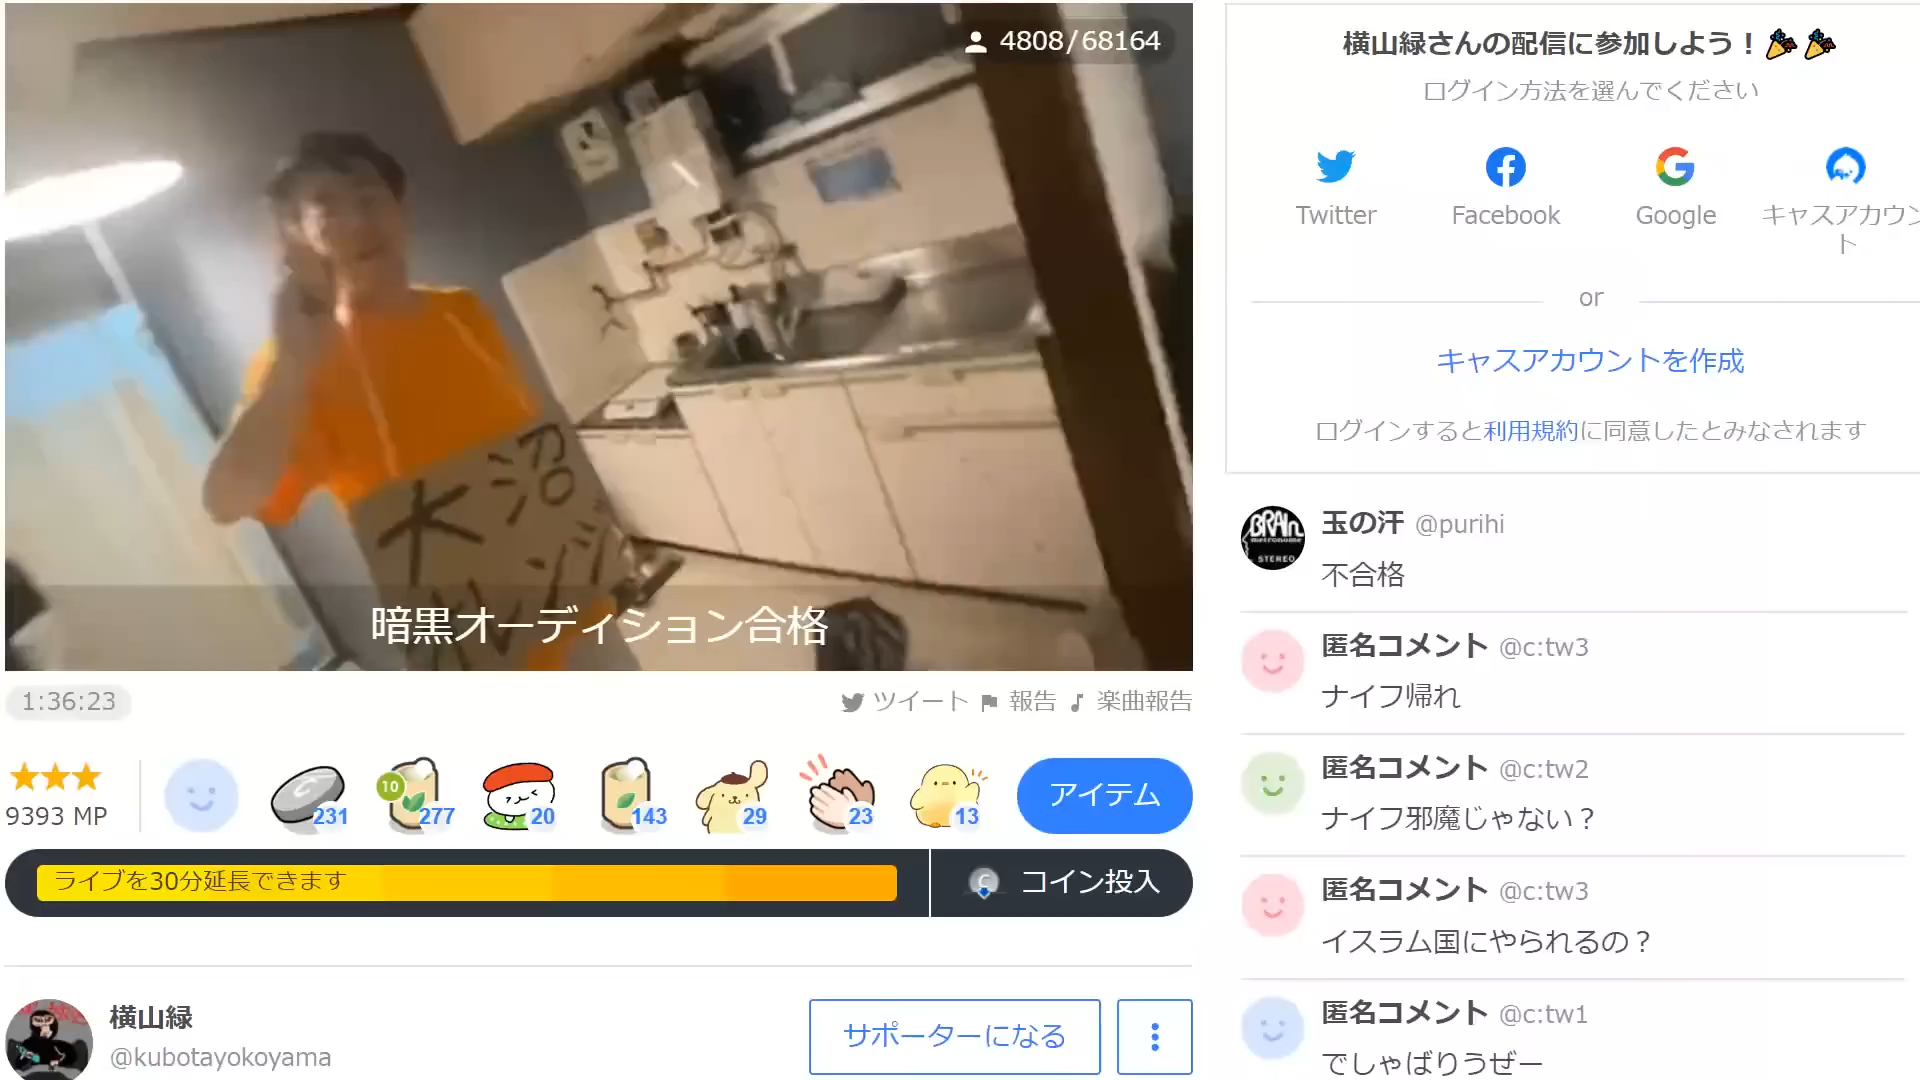 4808/68164
水沼
暗黒オーディション合格
1:36:23
ツイート 報告 楽曲報告
9393 MP
231
10
277
20
143
29
23
13
アイテム
ライブを30分延長できます
コイン投入
横山緑
@kubotayokoyama
サポーターになる
横山緑さんの配信に参加しよう！
ログイン方法を選んでください
Twitter
Facebook
Google
キャスアカウン
ト
or
キャスアカウントを作成
ログインすると利用規約に同意したとみなされます
BRAIn
metronome
STEREO
玉の汗 @purihi
不合格
匿名コメント @c:tw3
ナイフ帰れ
匿名コメント @c:tw2
ナイフ邪魔じゃない？
匿名コメント @c:tw3
イスラム国にやられるの？
匿名コメント @c:tw1
でしゃばりうぜー